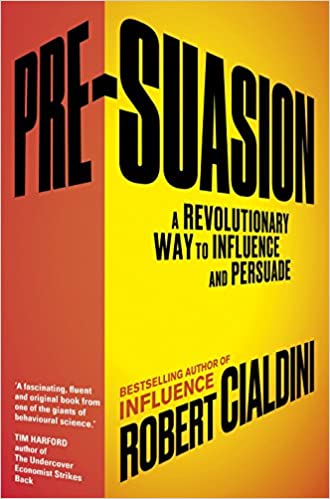 PRE-SUASION
A REVOLUTIONARY
WAY TO INFLUENCE
AND PERSUADE
'A fascinating, fluent
and original book from
one of the giants of
behavioural science.'
TIM HARFORD
author of
The Undercover
Economist Strikes
Back
BESTSELLING AUTHOR OF
INFLUENCE
ROBERT CIALDINI